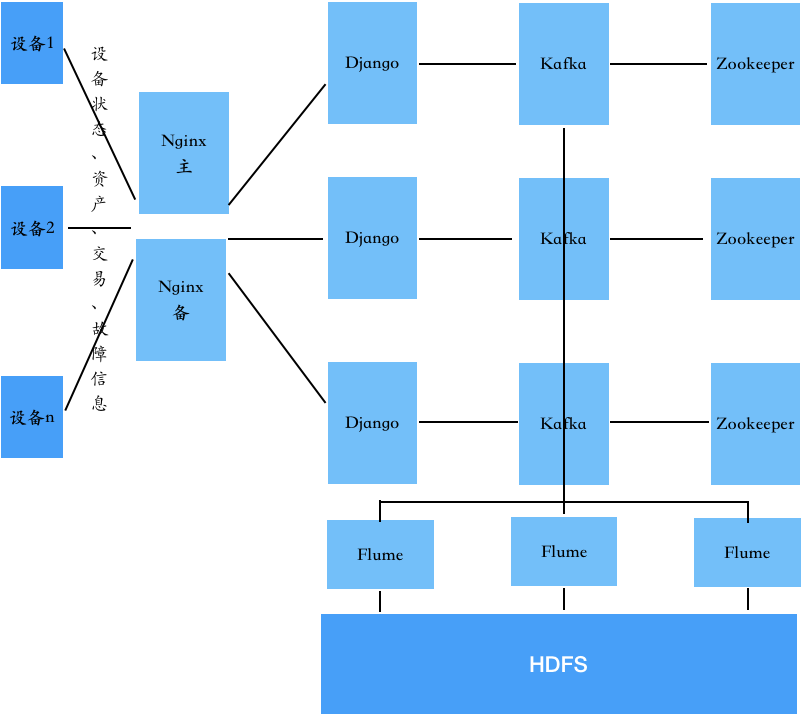 设备1
设备2
设备n
设备状态、资产、交易、故障信息
Nginx
主
Nginx
备
Django
Kafka
Zookeeper
Django
Kafka
Zookeeper
Django
Kafka
Zookeeper
Flume
Flume
Flume
HDFS